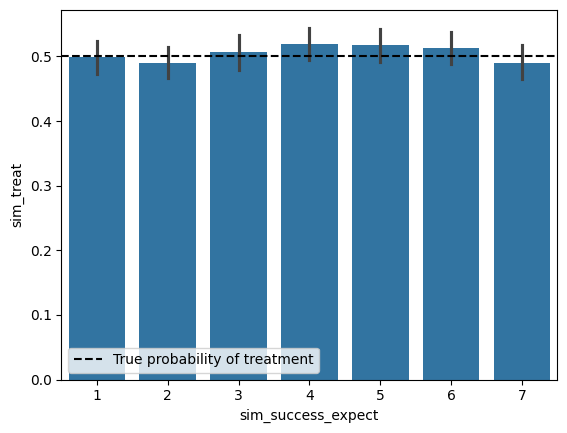 0.5
0.4
0.3
0.2
0.1
0.0
sim_treat
True probability of treatment
1 2 3 4 5 6 7
sim_success_expect